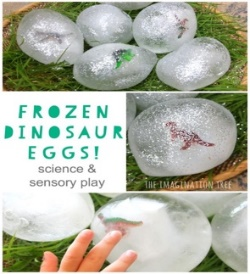 FROZEN
DINOSAUR
EGGS!
science &
sensory play
THE IMAGINATION TREE